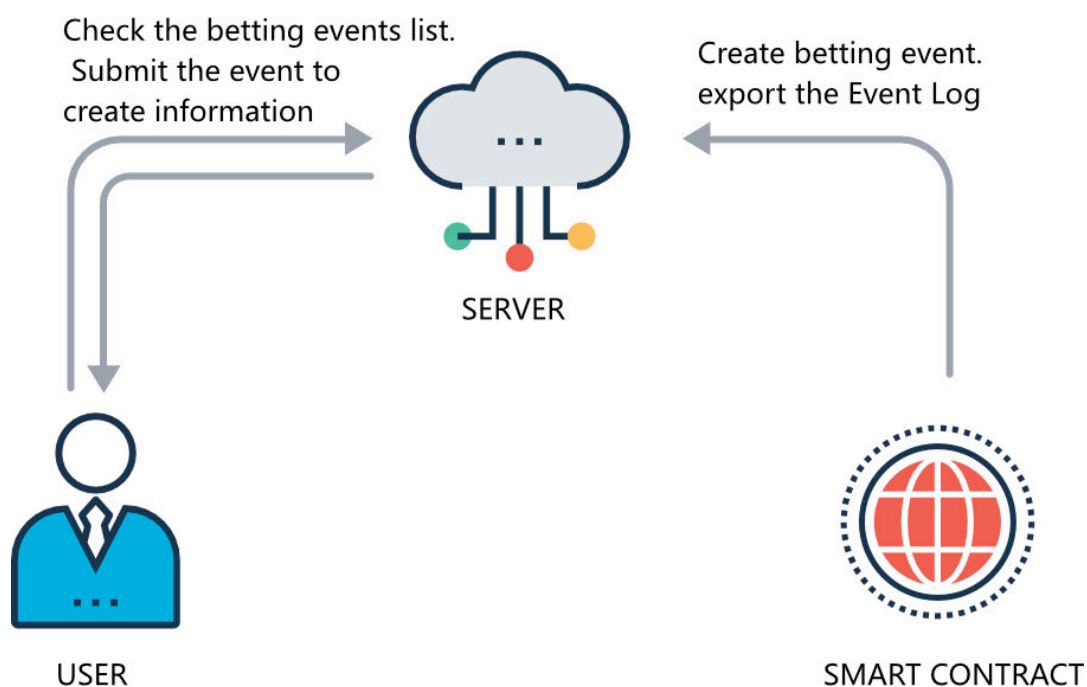 Check the betting events list.
Submit the event to
create information
Create betting event.
export the Event Log
SERVER
USER
SMART CONTRACT